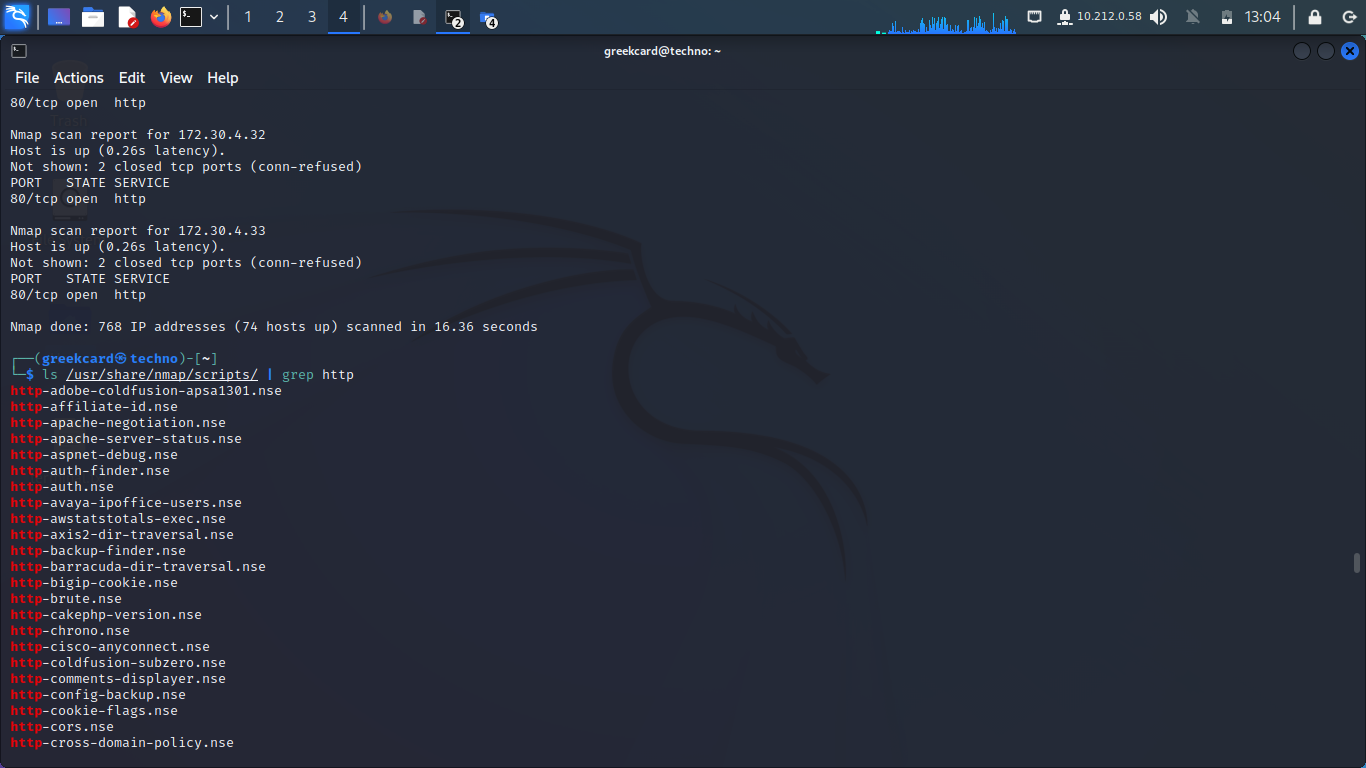 1 2 3 4 2 4 10.212.0.58 13:04
greekcard@techno: ~
File Actions Edit View Help
80/tcp open  http
Nmap scan report for 172.30.4.32
Host is up (0.26s latency).
Not shown: 2 closed tcp ports (conn-refused)
PORT   STATE SERVICE
80/tcp open  http
Nmap scan report for 172.30.4.33
Host is up (0.26s latency).
Not shown: 2 closed tcp ports (conn-refused)
PORT   STATE SERVICE
80/tcp open  http
Nmap done: 768 IP addresses (74 hosts up) scanned in 16.36 seconds
┌──(greekcard㉿techno)-[~]
└─$ ls /usr/share/nmap/scripts/ | grep http
http-adobe-coldfusion-apsa1301.nse
http-affiliate-id.nse
http-apache-negotiation.nse
http-apache-server-status.nse
http-aspnet-debug.nse
http-auth-finder.nse
http-auth.nse
http-avaya-ipoffice-users.nse
http-awstatstotals-exec.nse
http-axis2-dir-traversal.nse
http-backup-finder.nse
http-barracuda-dir-traversal.nse
http-bigip-cookie.nse
http-brute.nse
http-cakephp-version.nse
http-chrono.nse
http-cisco-anyconnect.nse
http-coldfusion-subzero.nse
http-comments-displayer.nse
http-config-backup.nse
http-cookie-flags.nse
http-cors.nse
http-cross-domain-policy.nse